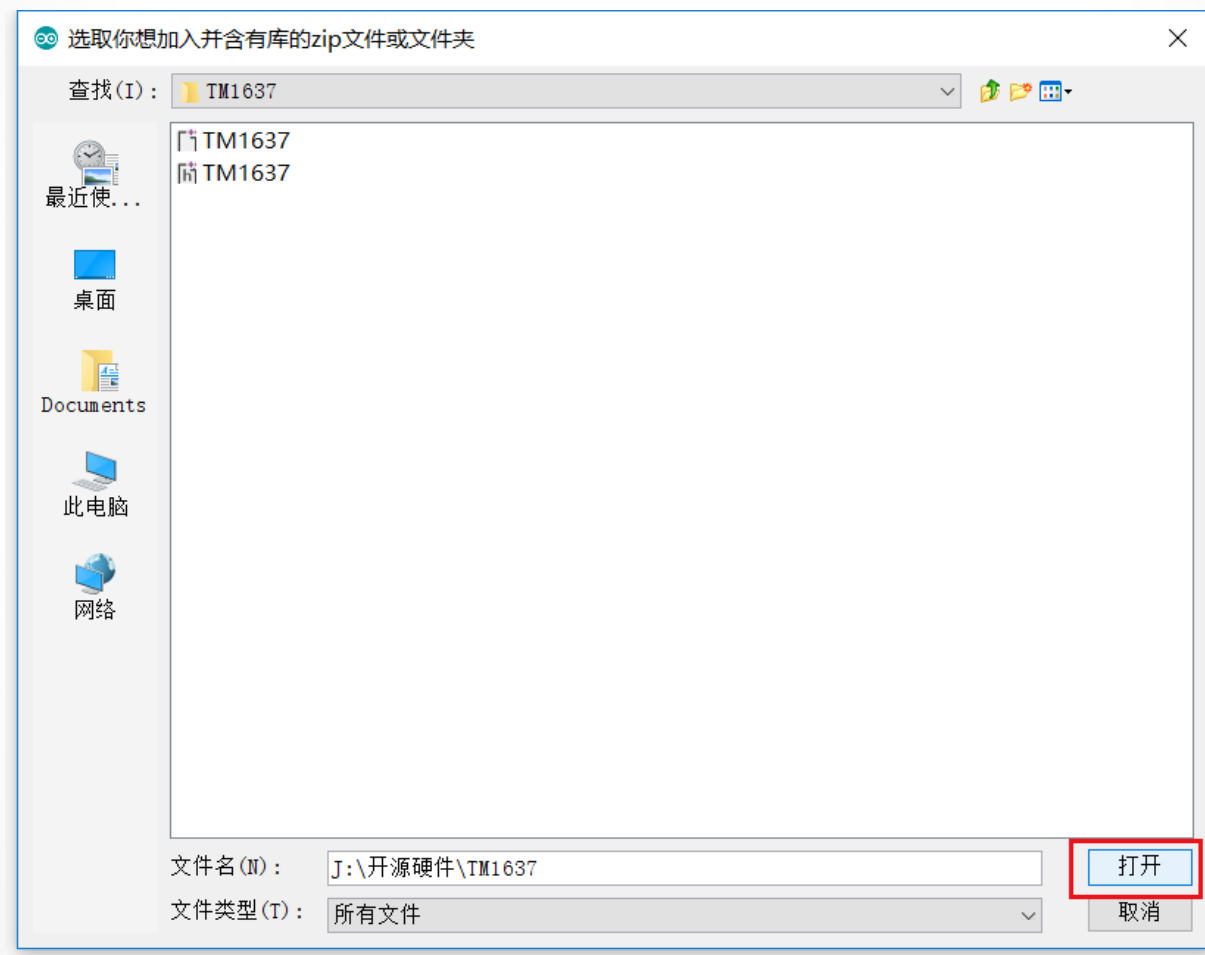 选取你想加入并含有库的zip文件或文件夹
查找(I): TM1637
TM1637
TM1637
最近使...
桌面
Documents
此电脑
网络
文件名(N): J:\开源硬件\TM1637 打开
文件类型(T): 所有文件 取消